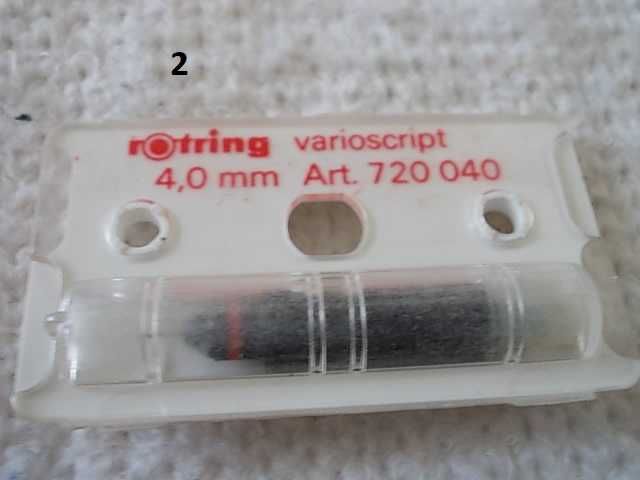 2
rotring varioscript
4,0 mm Art. 720 040